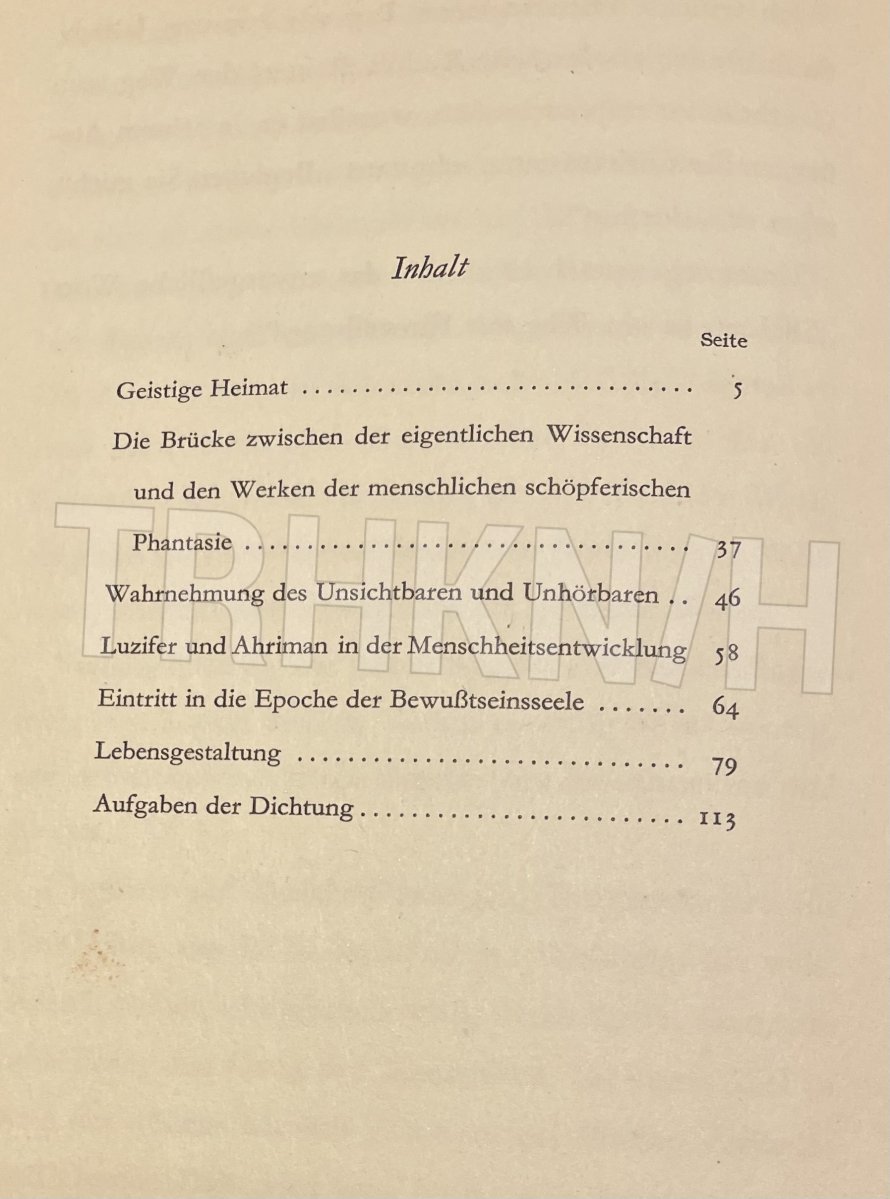 Inhalt
Seite
Geistige Heimat ................................ 5
Die Brücke zwischen der eigentlichen Wissenschaft
und den Werken der menschlichen schöpferischen
Phantasie .................................... 37
Wahrnehmung des Unsichtbaren und Unhörbaren .. 46
Luzifer und Ahriman in der Menschheitsentwicklung 58
Eintritt in die Epoche der Bewußtseinsseele ....... 64
Lebensgestaltung ............................... 79
Aufgaben der Dichtung .......................... 113
TRHKNVH